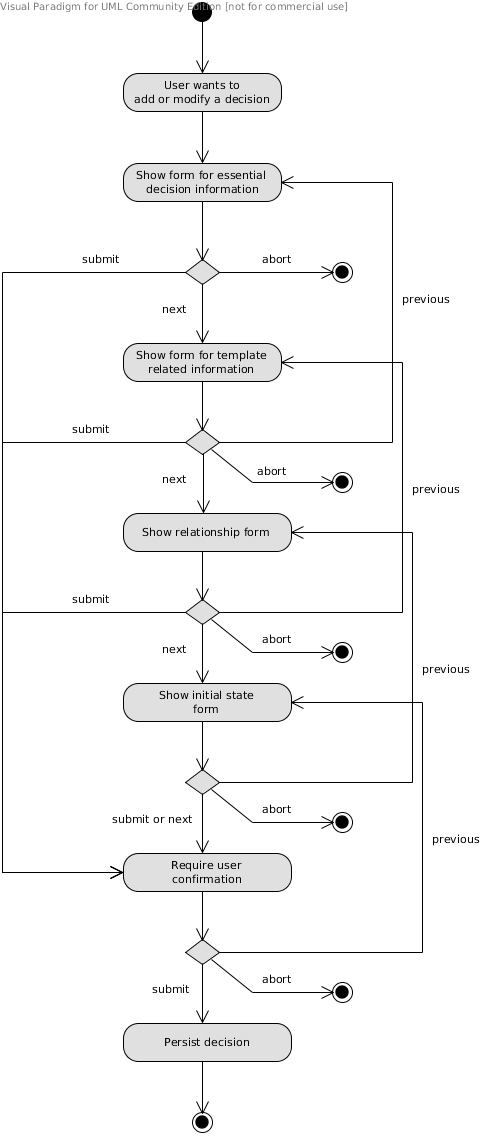 Visual Paradigm for UML Community Edition [not for commercial use]
User wants to
add or modify a decision
Show form for essential
decision information
submit
abort
previous
next
Show form for template
related information
submit
abort
next
previous
Show relationship form
submit
abort
next
previous
Show initial state
form
abort
submit or next
previous
Require user
confirmation
abort
submit
Persist decision